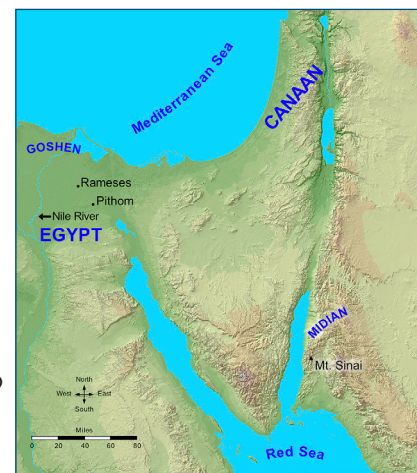 Mediterranean Sea
CANAAN
GOSHEN
Rameses
Pithom
Nile River
EGYPT
MIDIAN
Mt. Sinai
North
West East
South
Miles
0 20 40 60 80
Red Sea